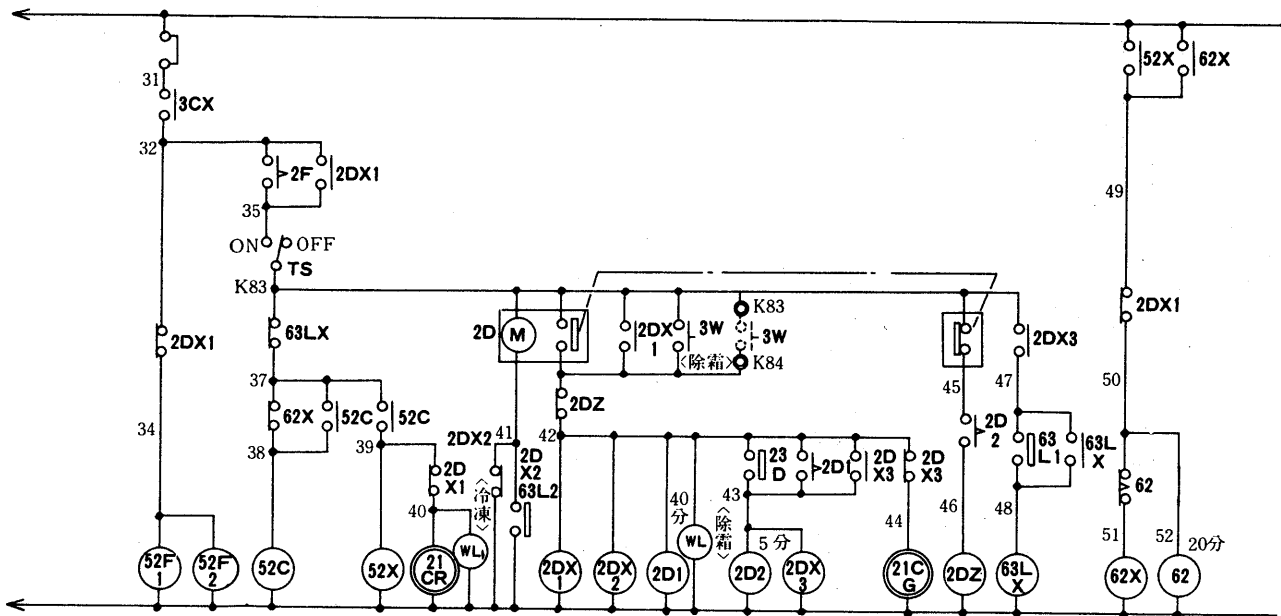 52X
62X
31
3CX
32
2F
2DX1
35
49
ON
OFF
TS
K83
K83
2DX1
63LX
2D
M
2DX
1
3W
〈除霜〉
3W
K84
2DX3
2DX1
37
45
47
50
62X
52C
52C
2DZ
34
38
39
2DX2
41
2D
X2
63L2
42
23
D
2D1
2D
X3
2D
X3
2D
2
63
L1
63L
X
62
2D
X1
40
〈冷凍〉
40
分
43
〈除霜〉
5分
44
46
48
51
52
20分
52F
1
52F
2
52C
52X
21
CR
WL1
2DX
1
2DX
2
2D1
WL
2D2
2DX
3
21C
G
2DZ
63L
X
62X
62